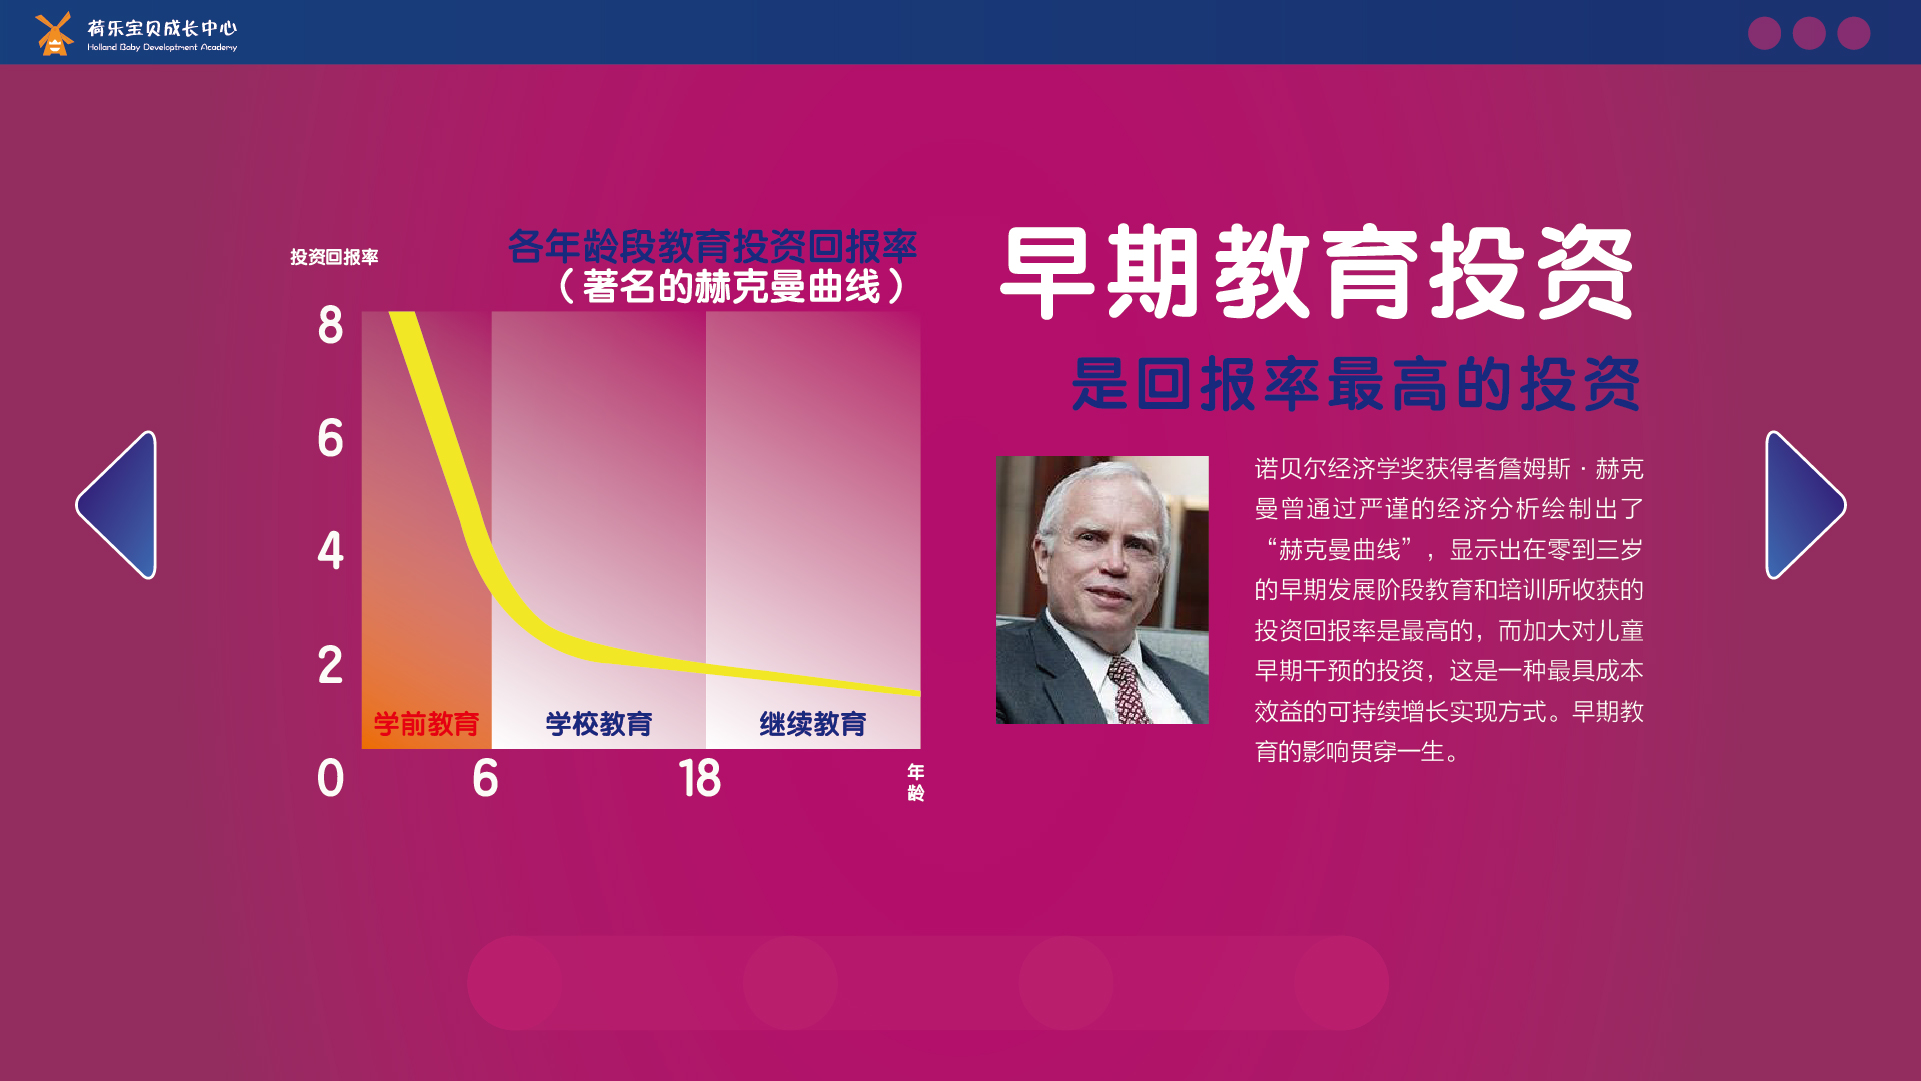 荷乐宝贝成长中心
Holland Baby Development Academy
各年龄段教育投资回报率
（著名的赫克曼曲线）
投资回报率
8
6
4
2
0
学前教育
学校教育
继续教育
6
18
年
龄
早期教育投资
是回报率最高的投资
诺贝尔经济学奖获得者詹姆斯·赫克
曼曾通过严谨的经济分析绘制出了
“赫克曼曲线”，显示出在零到三岁
的早期发展阶段教育和培训所收获的
投资回报率是最高的，而加大对儿童
早期干预的投资，这是一种最具成本
效益的可持续增长实现方式。早期教
育的影响贯穿一生。